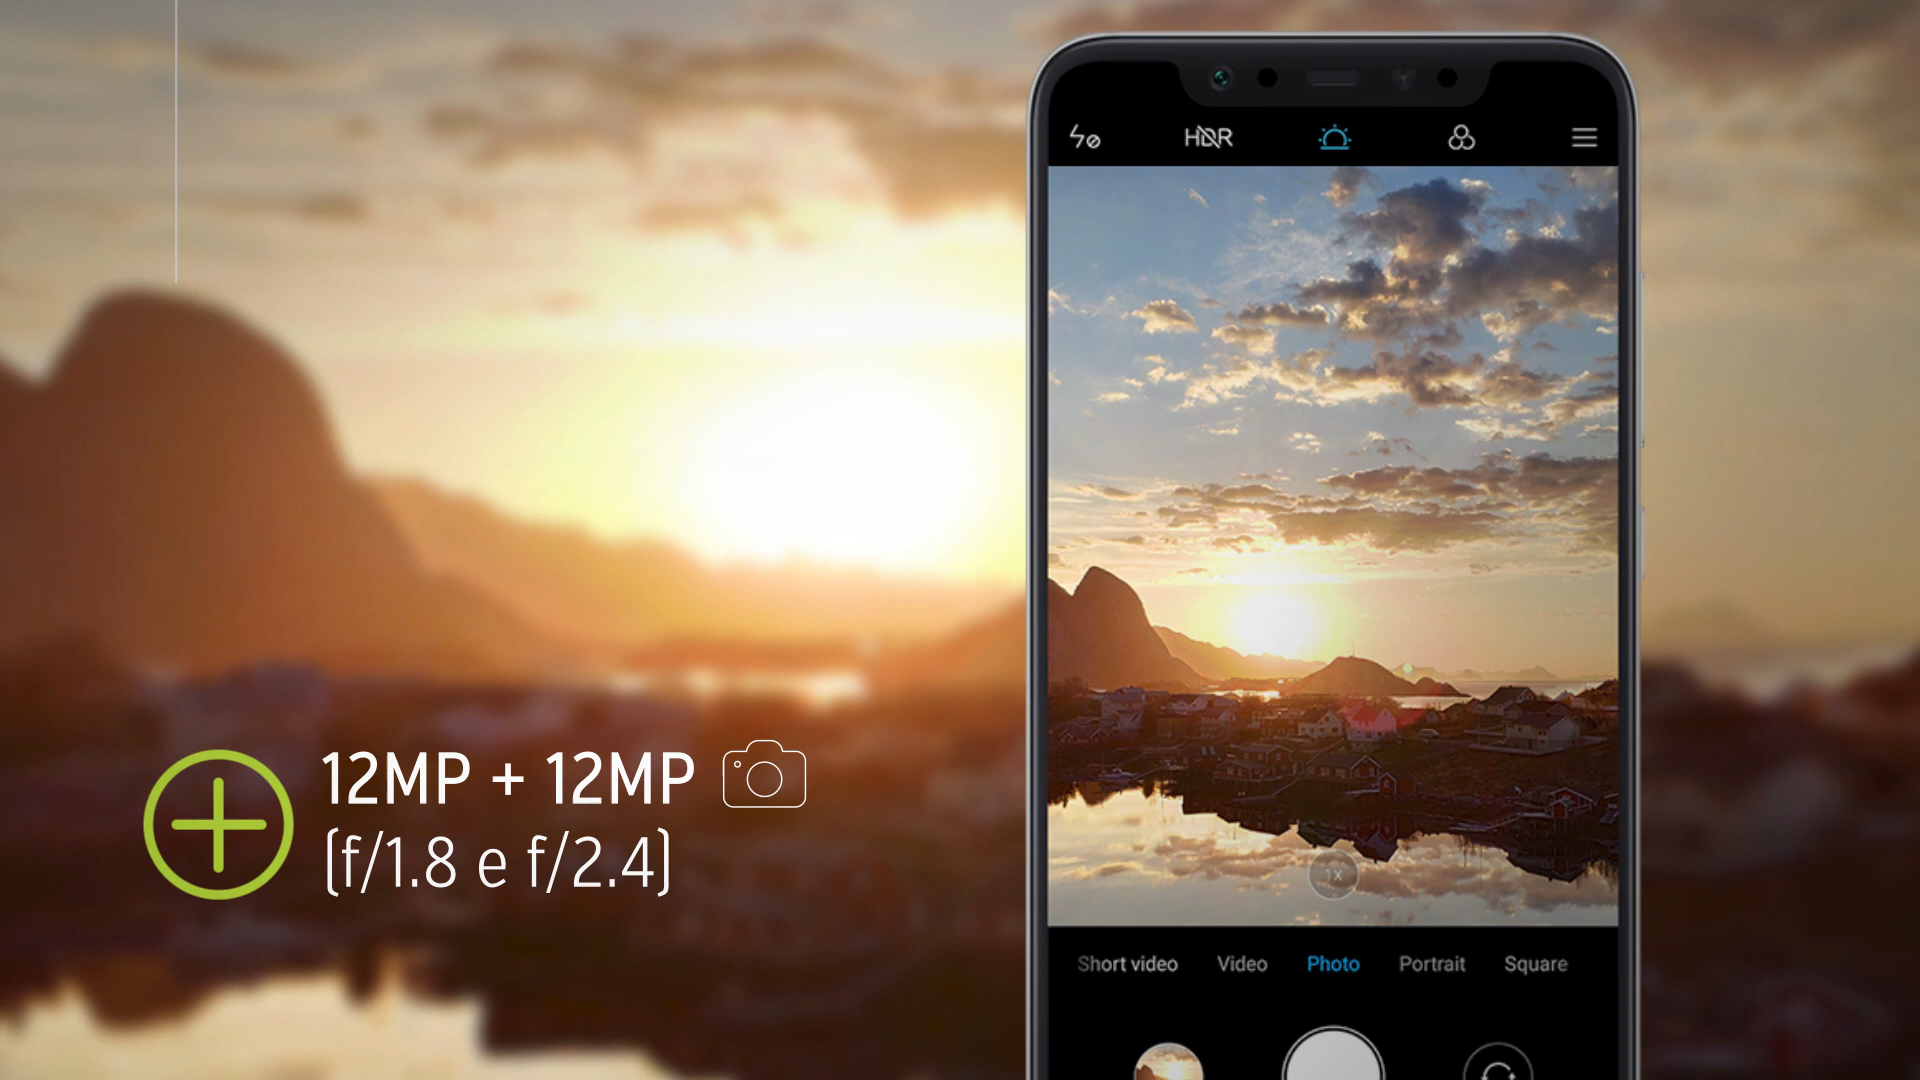 HDR
1X
Short video Video Photo Portrait Square
12MP + 12MP
(f/1.8 e f/2.4)